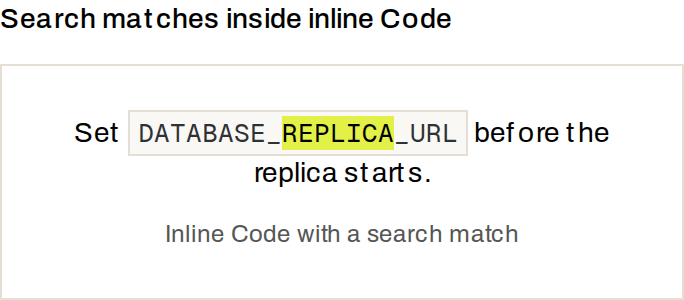 Search matches inside inline Code
Set DATABASE_REPLICA_URL before the
replica starts.
Inline Code with a search match